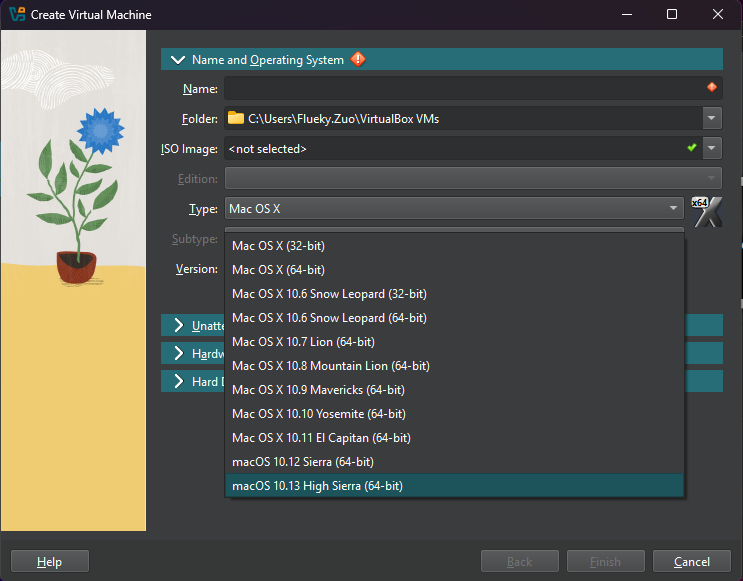 Create Virtual Machine
Name and Operating System
Name:
Folder: C:\Users\Flueky.Zuo\VirtualBox VMs
ISO Image: <not selected>
Edition:
Type: Mac OS X
x64
Subtype:
Mac OS X (32-bit)
Version: Mac OS X (64-bit)
Mac OS X 10.6 Snow Leopard (32-bit)
Mac OS X 10.6 Snow Leopard (64-bit)
Unatte
Mac OS X 10.7 Lion (64-bit)
Hardw
Mac OS X 10.8 Mountain Lion (64-bit)
Hard D
Mac OS X 10.9 Mavericks (64-bit)
Mac OS X 10.10 Yosemite (64-bit)
Mac OS X 10.11 El Capitan (64-bit)
macOS 10.12 Sierra (64-bit)
macOS 10.13 High Sierra (64-bit)
Help
Back
Finish
Cancel